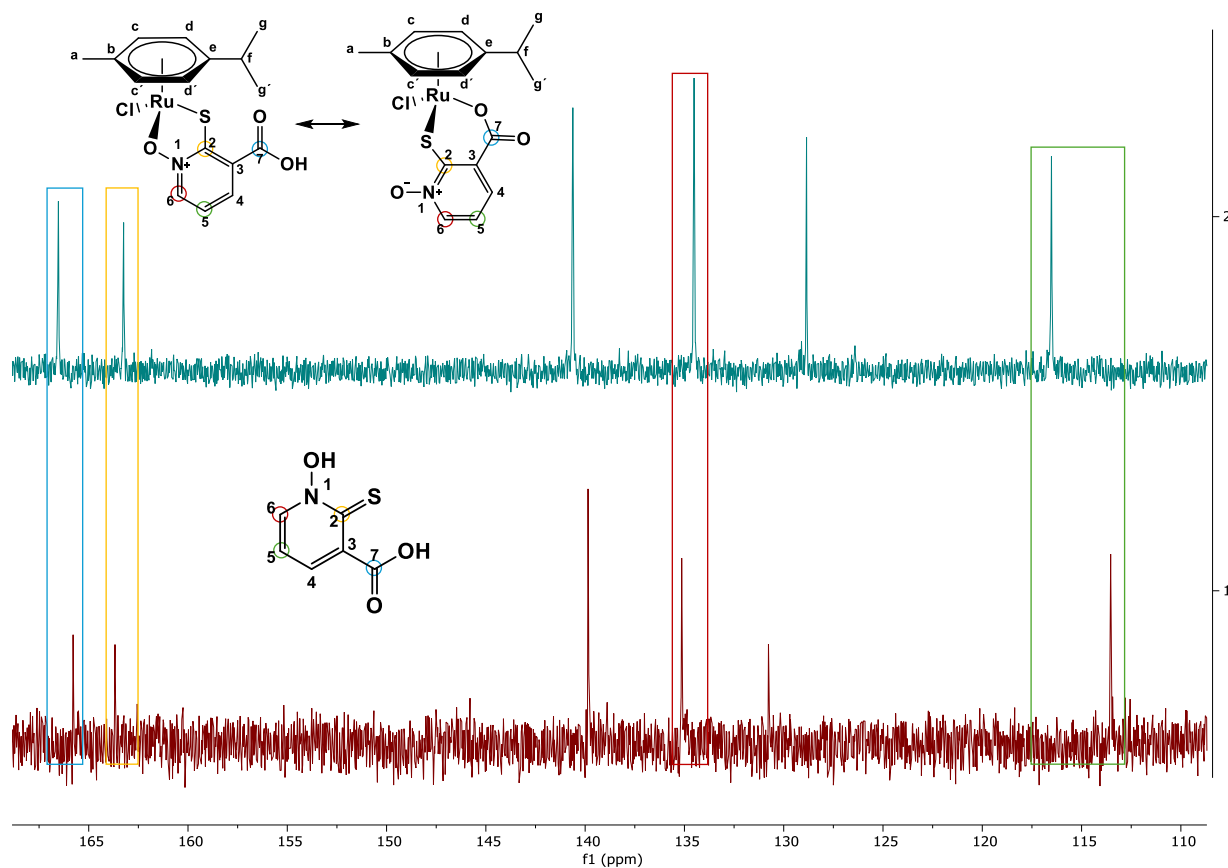 g
c d
a b e f
c´ d´ g´
Ru
Cl
S
O
O
1
N
+
2
3
7
OH
6
5
4
g
c d
a b e f
c´ d´ g´
Ru
Cl
O
S
7
O
2
3
N
+
O−
1
4
6
5
2
OH
1
N
S
6
2
3
5
4
7
OH
O
1
165 160 155 150 145 140 135 130 125 120 115 110
f1 (ppm)